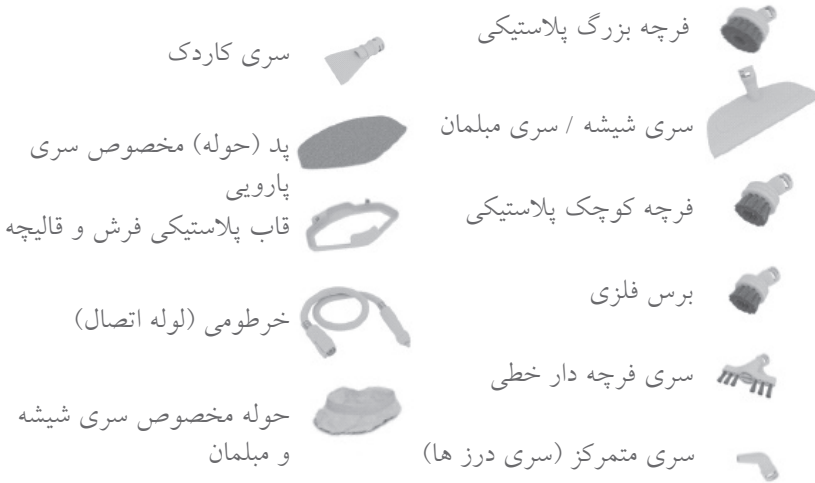 فرچه بزرگ پلاستیکی
سری شیشه / سری مبلمان
فرچه کوچک پلاستیکی
برس فلزی
سری فرچه دار خطی
سری متمرکز (سری درز ها)
سری کاردک
پد (حوله) مخصوص سری
پارویی
قاب پلاستیکی فرش و قالیچه
خرطومی (لوله اتصال)
حوله مخصوص سری شیشه
و مبلمان